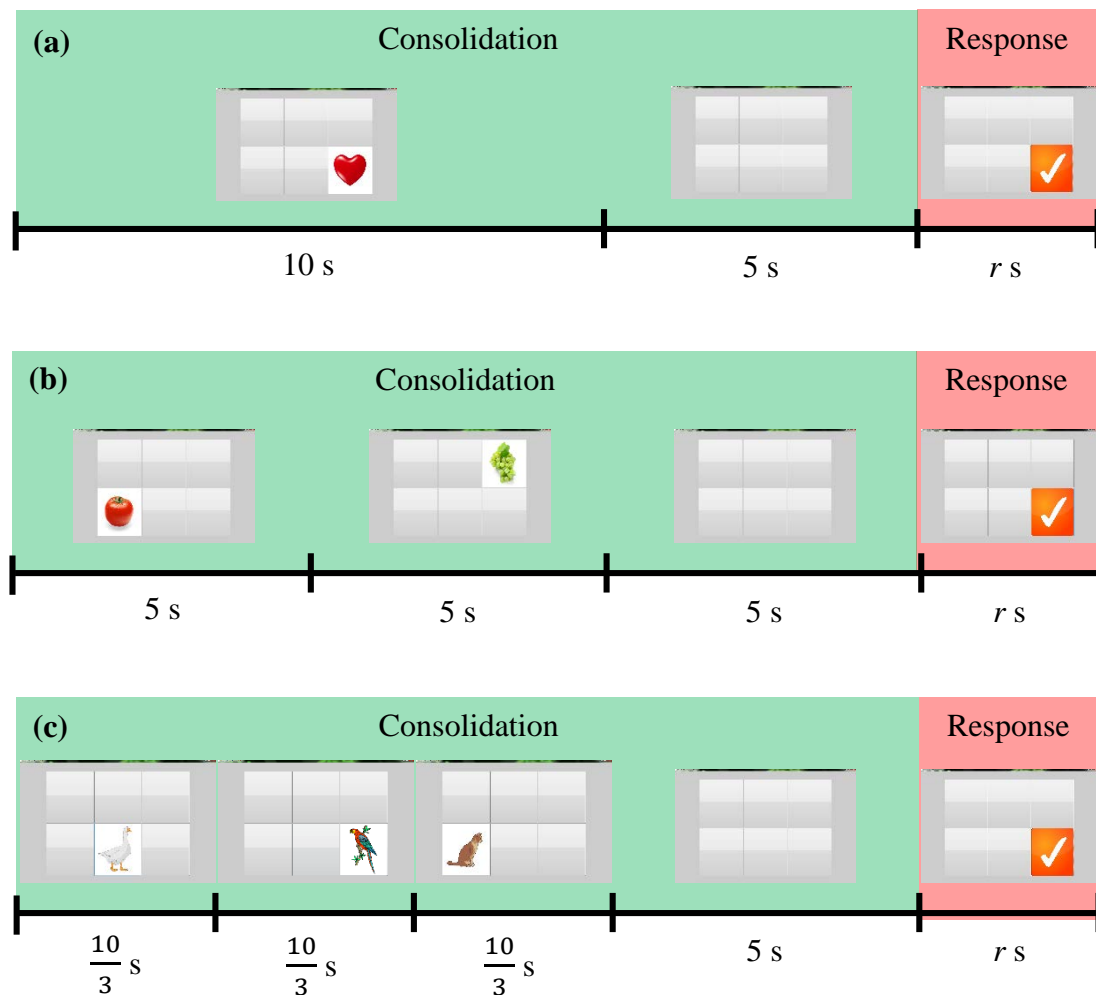 (a) Consolidation Response
10 s 5 s r s
(b) Consolidation Response
5 s 5 s 5 s r s
(c) Consolidation Response
10/3 s 10/3 s 10/3 s 5 s r s